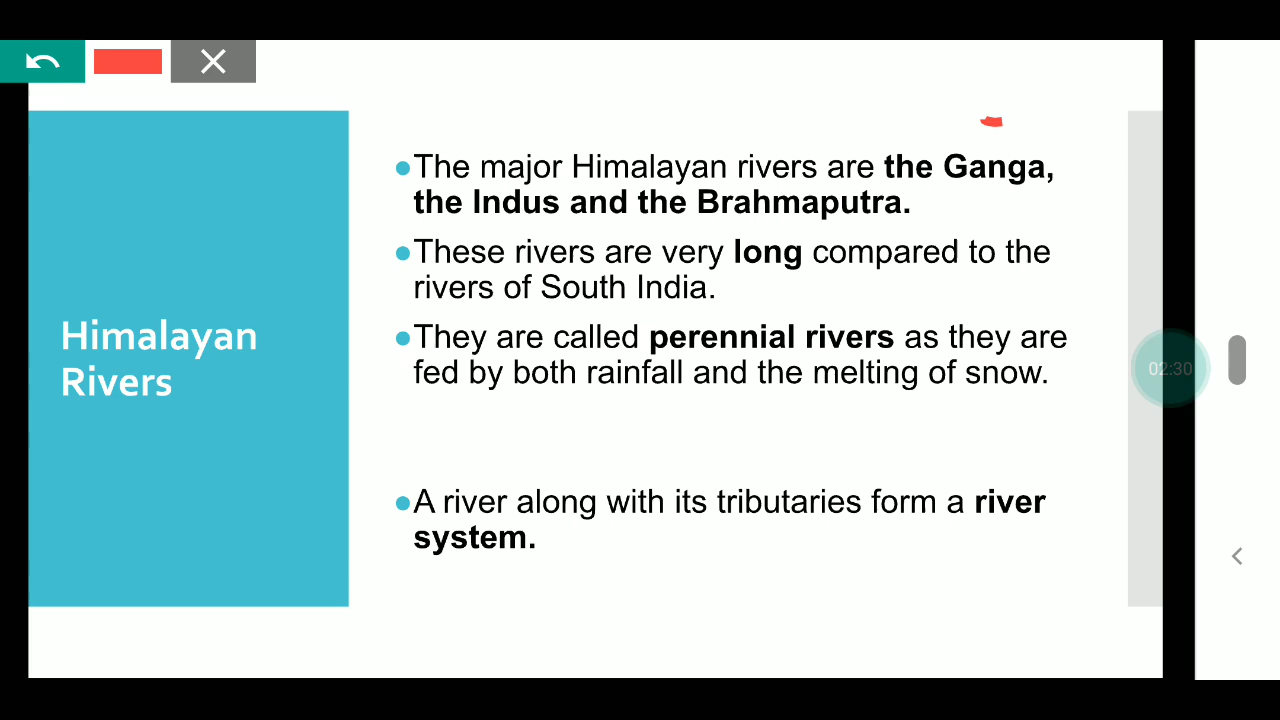 ●The major Himalayan rivers are the Ganga,
the Indus and the Brahmaputra.
●These rivers are very long compared to the
rivers of South India.
●They are called perennial rivers as they are
fed by both rainfall and the melting of snow.
Himalayan
Rivers
02:30
●A river along with its tributaries form a river
system.